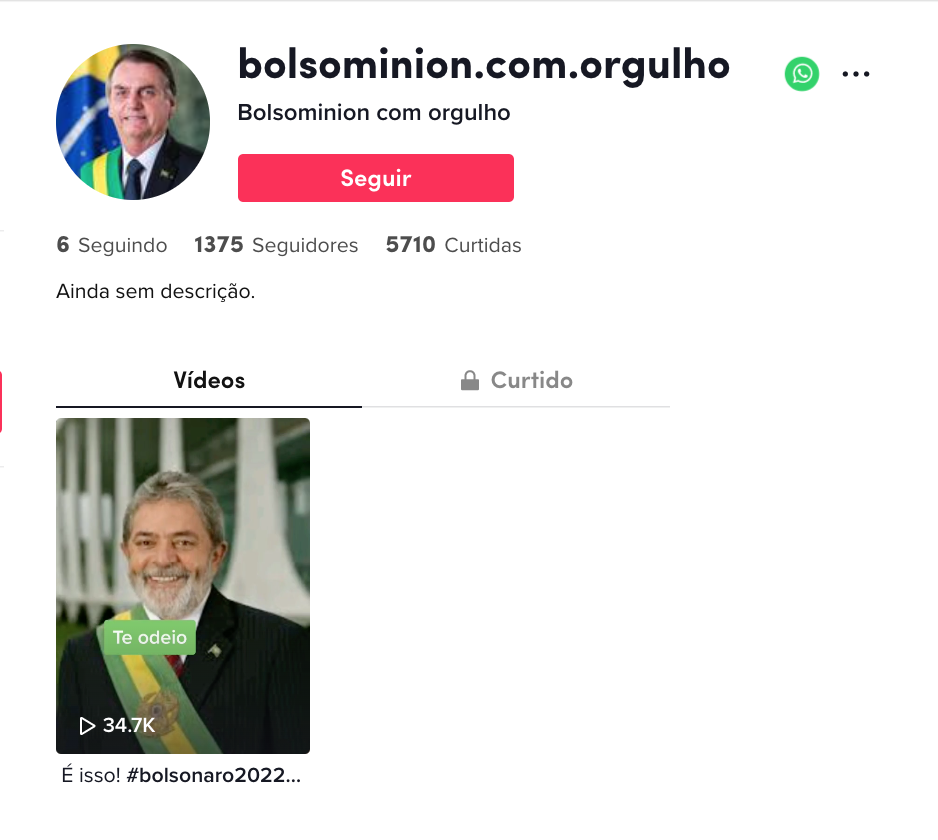 bolsominion.com.orgulho
Bolsominion com orgulho
Seguir
6 Seguindo 1375 Seguidores 5710 Curtidas
Ainda sem descrição.
Vídeos Curtido
Te odeio
34.7K
É isso! #bolsonaro2022...